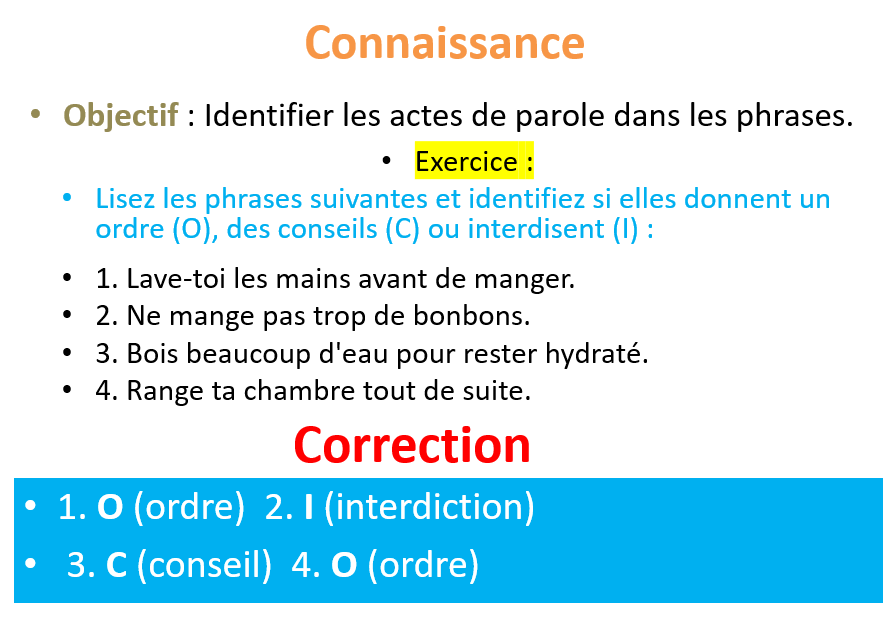 Connaissance
• Objectif : Identifier les actes de parole dans les phrases.
• Exercice :
• Lisez les phrases suivantes et identifiez si elles donnent un
ordre (O), des conseils (C) ou interdisent (I) :
• 1. Lave-toi les mains avant de manger.
• 2. Ne mange pas trop de bonbons.
• 3. Bois beaucoup d'eau pour rester hydraté.
• 4. Range ta chambre tout de suite.
Correction
• 1. O (ordre) 2. I (interdiction)
• 3. C (conseil) 4. O (ordre)